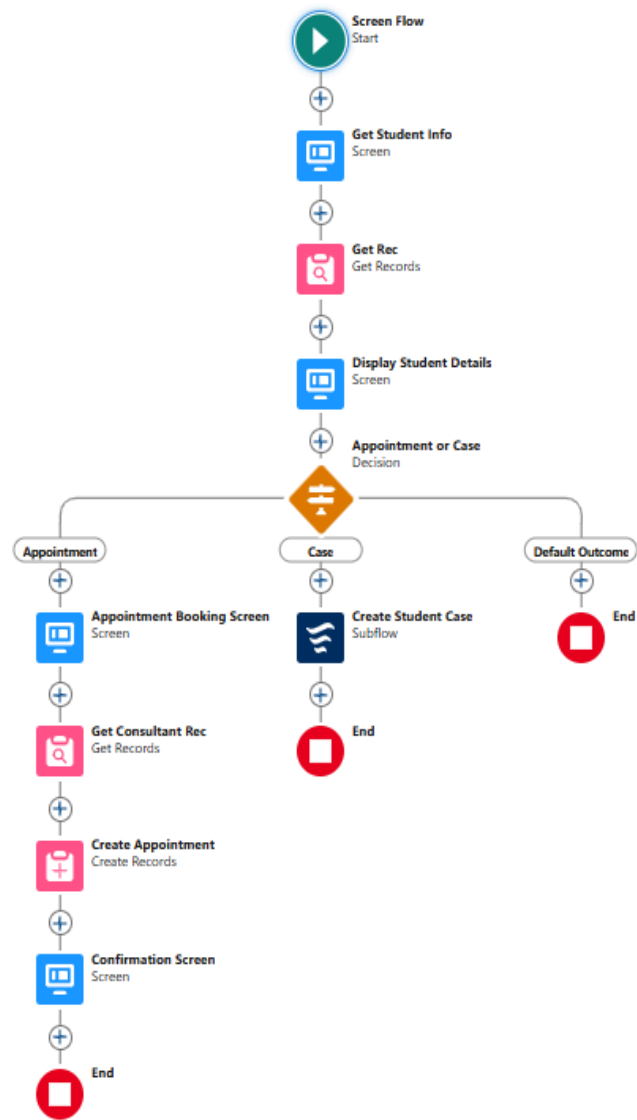 Screen Flow
Start
Get Student Info
Screen
Get Rec
Get Records
Display Student Details
Screen
Appointment or Case
Decision
Appointment
Case
Default Outcome
Appointment Booking Screen
Screen
Create Student Case
Subflow
End
Get Consultant Rec
Get Records
End
Create Appointment
Create Records
Confirmation Screen
Screen
End